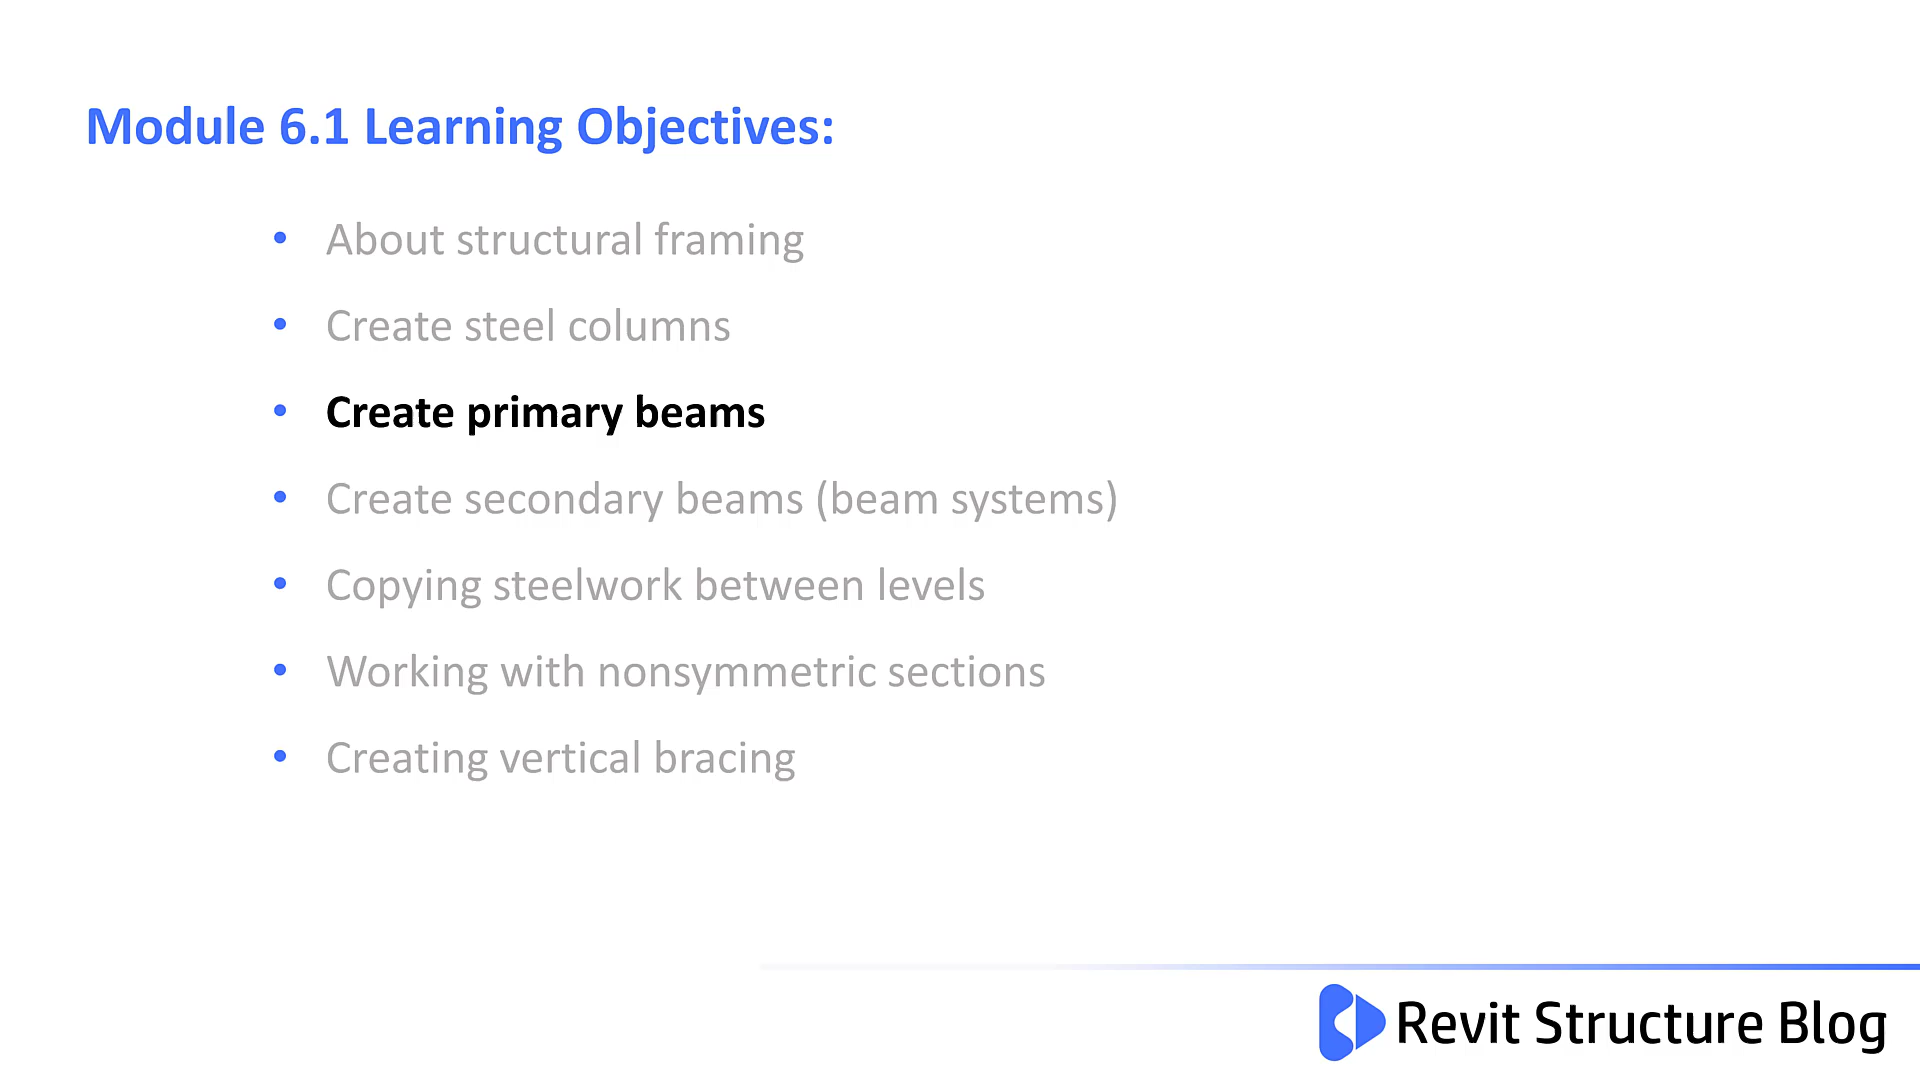 Module 6.1 Learning Objectives:
• About structural framing
• Create steel columns
• Create primary beams
• Create secondary beams (beam systems)
• Copying steelwork between levels
• Working with nonsymmetric sections
• Creating vertical bracing
Revit Structure Blog